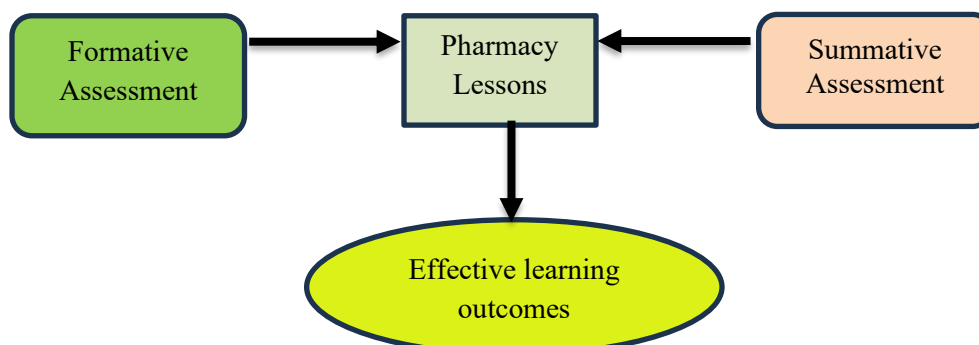 Formative
Assessment
Pharmacy
Lessons
Summative
Assessment
Effective learning
outcomes